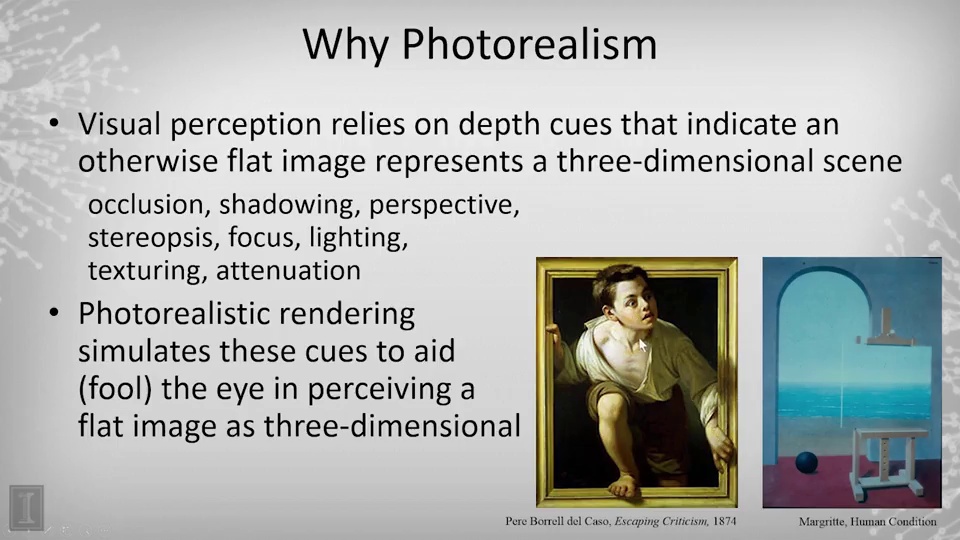 Why Photorealism
• Visual perception relies on depth cues that indicate an
otherwise flat image represents a three-dimensional scene
occlusion, shadowing, perspective,
stereopsis, focus, lighting,
texturing, attenuation
• Photorealistic rendering
simulates these cues to aid
(fool) the eye in perceiving a
flat image as three-dimensional
Pere Borrell del Caso, Escaping Criticism, 1874
Margritte, Human Condition
I